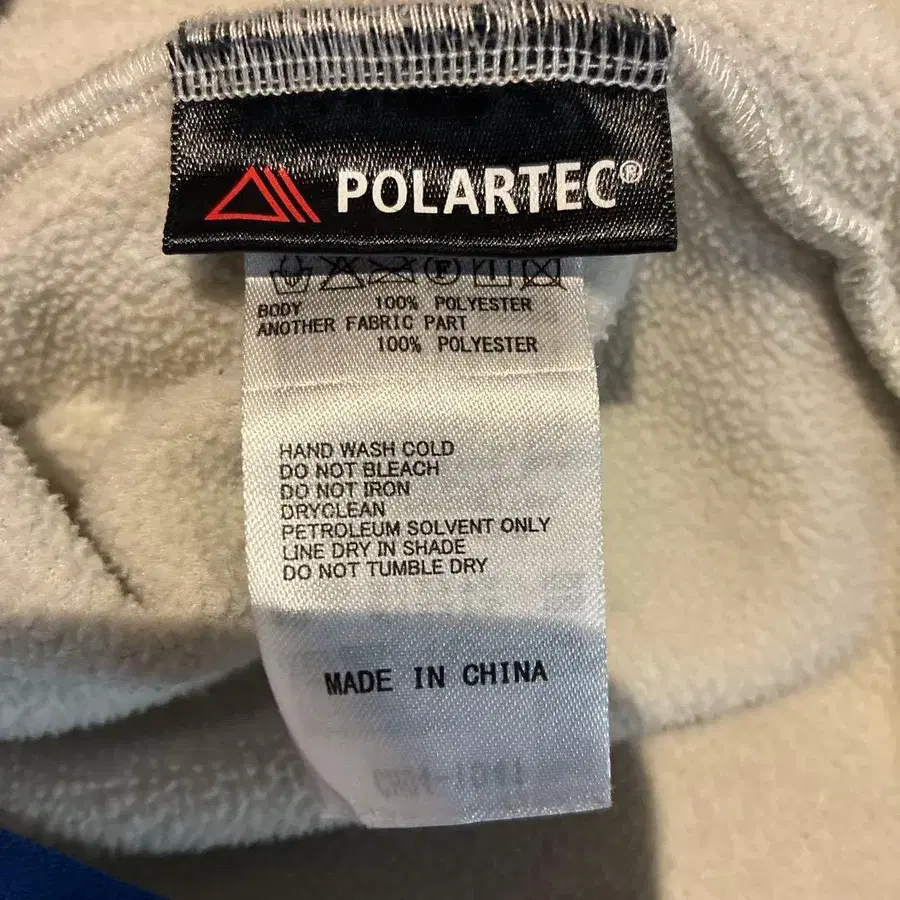 POLARTEC®
BODY 100% POLYESTER
ANOTHER FABRIC PART
100% POLYESTER
HAND WASH COLD
DO NOT BLEACH
DO NOT IRON
DRYCLEAN
PETROLEUM SOLVENT ONLY
LINE DRY IN SHADE
DO NOT TUMBLE DRY
MADE IN CHINA